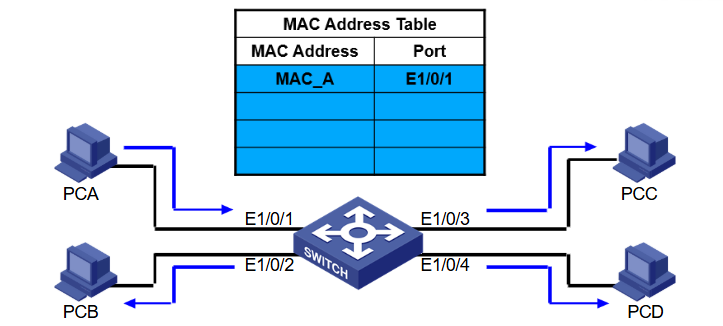 MAC Address Table
MAC Address Port
MAC_A E1/0/1
PCA
PCC
E1/0/1
E1/0/3
SWITCH
E1/0/2
E1/0/4
PCB
PCD